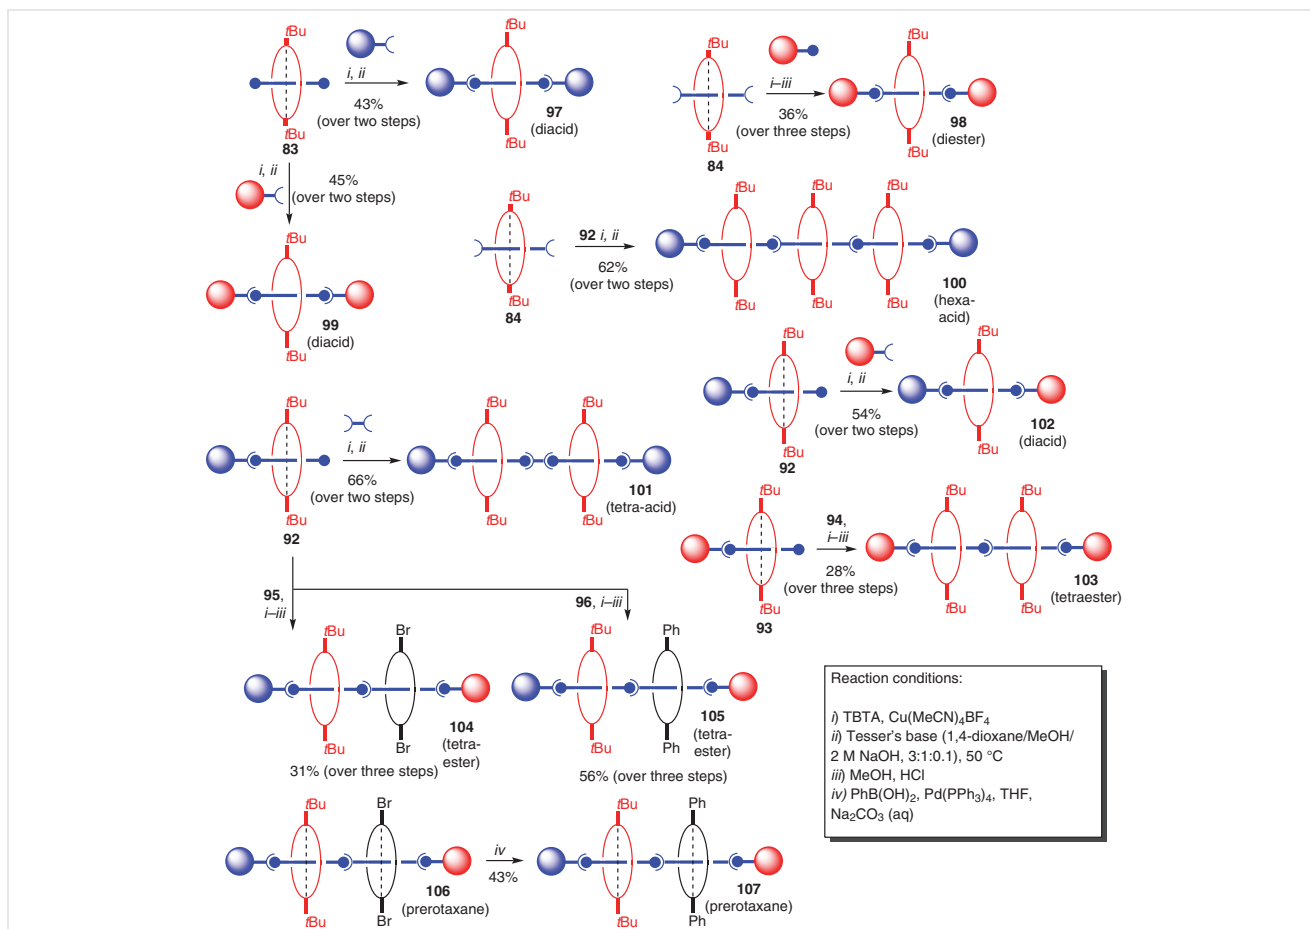 tBu
i, ii
43%
(over two steps)
tBu
83
tBu
tBu
97
(diacid)
tBu
i–iii
36%
(over three steps)
tBu
84
tBu
tBu
98
(diester)
i, ii
45%
(over two steps)
tBu
tBu
99
(diacid)
tBu
92 i, ii
62%
(over two steps)
tBu
84
tBu
tBu
tBu
tBu
tBu
tBu
100
(hexa-
acid)
tBu
i, ii
54%
(over two steps)
tBu
92
tBu
tBu
102
(diacid)
tBu
i, ii
66%
(over two steps)
tBu
92
tBu
tBu
tBu
tBu
101
(tetra-acid)
tBu
94,
i–iii
28%
(over three steps)
tBu
93
tBu
tBu
tBu
tBu
103
(tetraester)
95,
i–iii
96, i–iii
tBu
Br
tBu
Br
104
(tetra-
ester)
31% (over three steps)
tBu
Ph
tBu
Ph
105
(tetra-
ester)
56% (over three steps)
tBu
Br
tBu
Br
106
(prerotaxane)
iv
43%
tBu
Ph
tBu
Ph
107
(prerotaxane)
Reaction conditions:
i) TBTA, Cu(MeCN)4BF4
ii) Tesser's base (1,4-dioxane/MeOH/
2 M NaOH, 3:1:0.1), 50 °C
iii) MeOH, HCl
iv) PhB(OH)2, Pd(PPh3)4, THF,
Na2CO3 (aq)